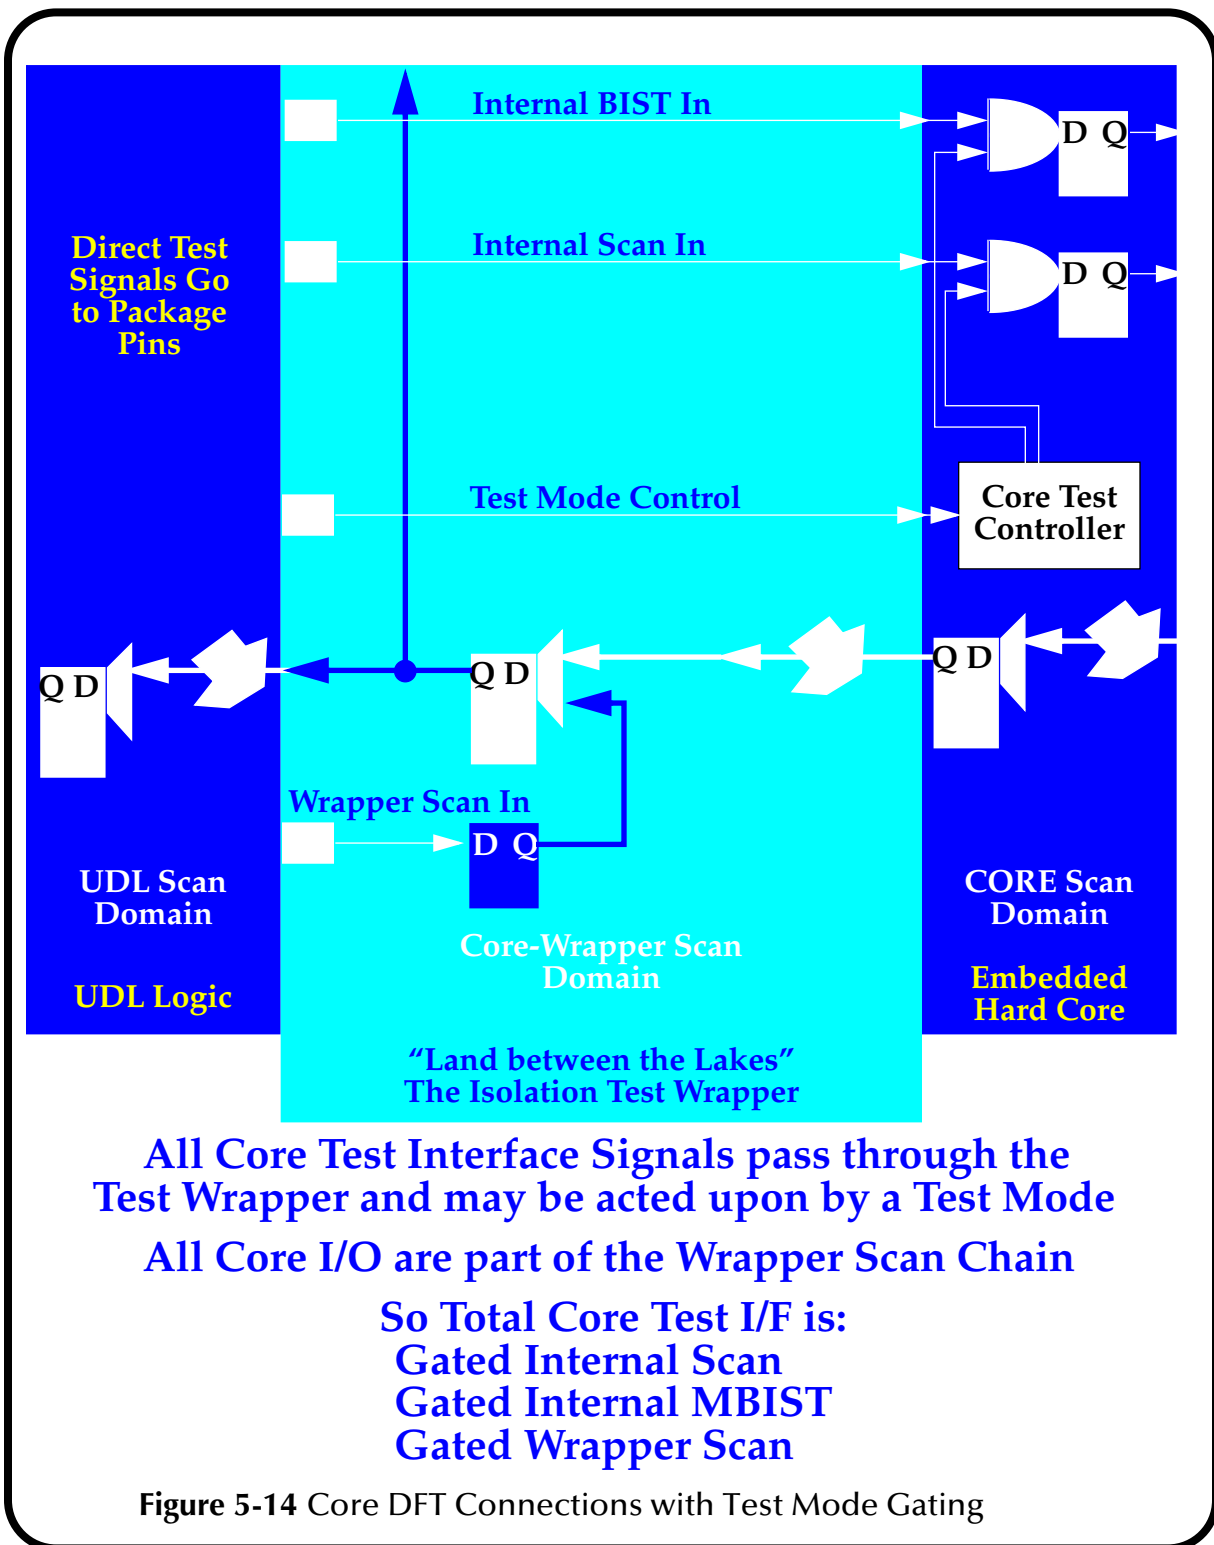 Internal BIST In
D Q
Direct Test
Signals Go
to Package
Pins
Internal Scan In
D Q
Test Mode Control
Core Test
Controller
Q D
Q D
Q D
Wrapper Scan In
D Q
UDL Scan
Domain
CORE Scan
Domain
Core-Wrapper Scan
Domain
UDL Logic
Embedded
Hard Core
“Land between the Lakes”
The Isolation Test Wrapper
All Core Test Interface Signals pass through the
Test Wrapper and may be acted upon by a Test Mode
All Core I/O are part of the Wrapper Scan Chain
So Total Core Test I/F is:
Gated Internal Scan
Gated Internal MBIST
Gated Wrapper Scan
Figure 5-14 Core DFT Connections with Test Mode Gating